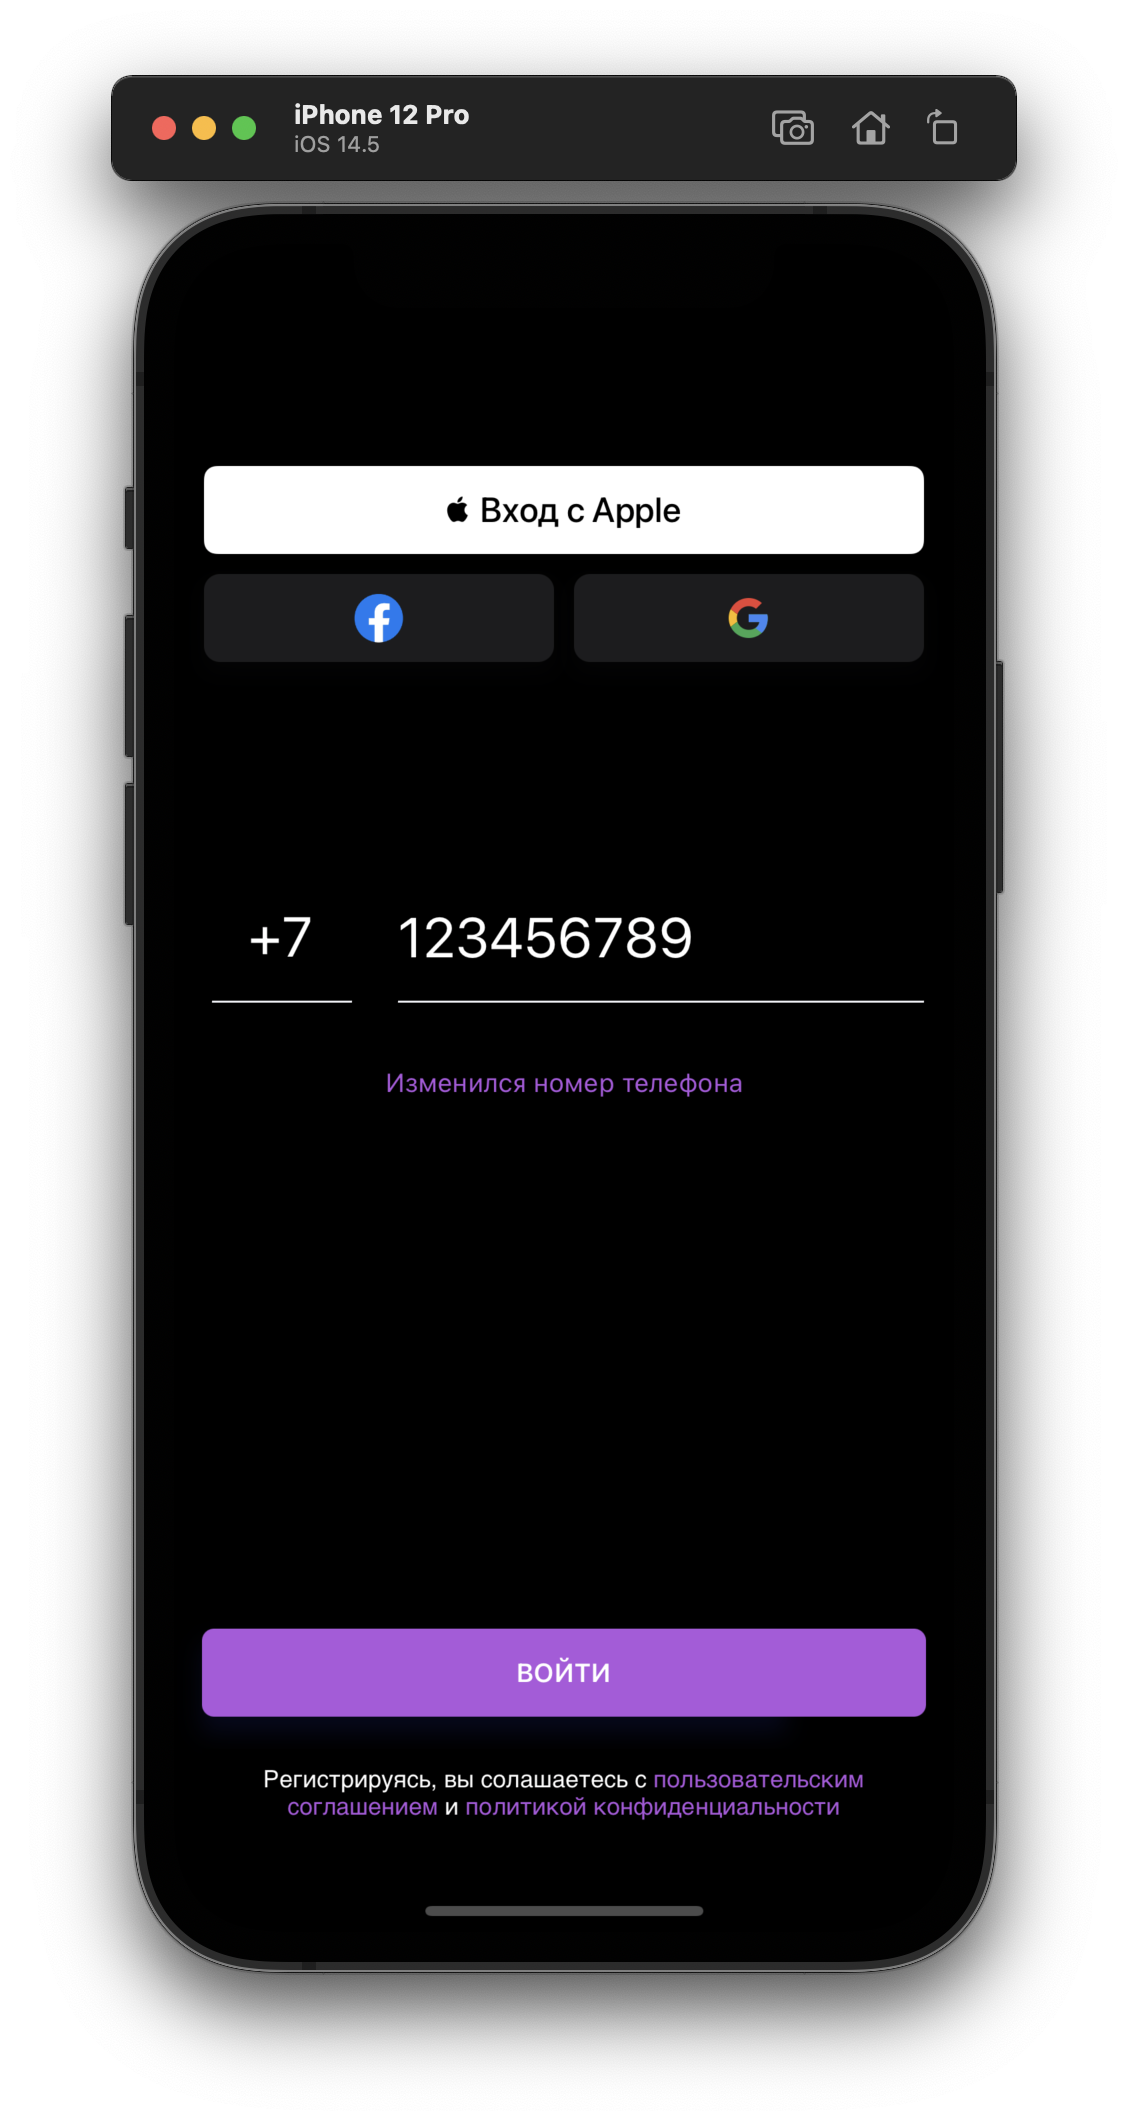 iPhone 12 Pro
iOS 14.5
Вход с Apple
+7 123456789
Изменился номер телефона
ВОЙТИ
Регистрируясь, вы солашаетесь с пользовательским
соглашением и политикой конфиденциальности